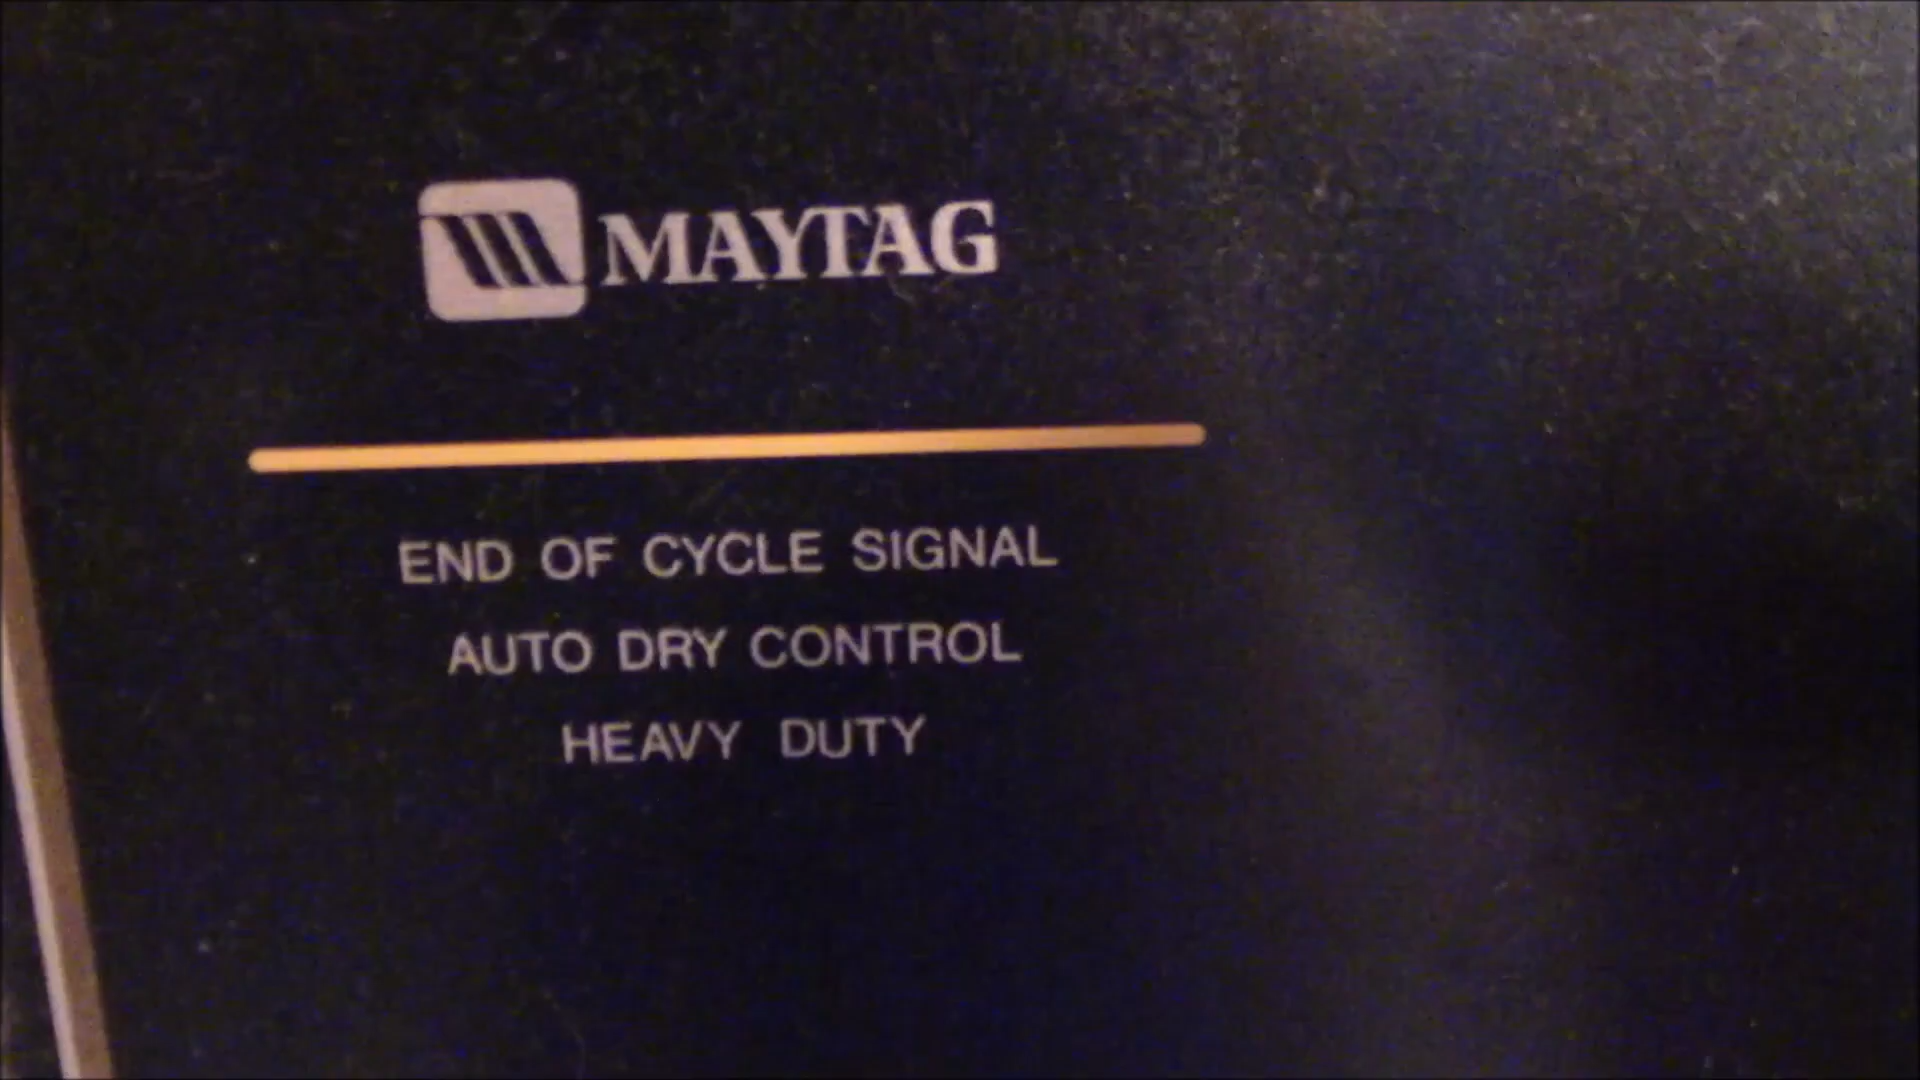 MAYTAG
END OF CYCLE SIGNAL
AUTO DRY CONTROL
HEAVY DUTY